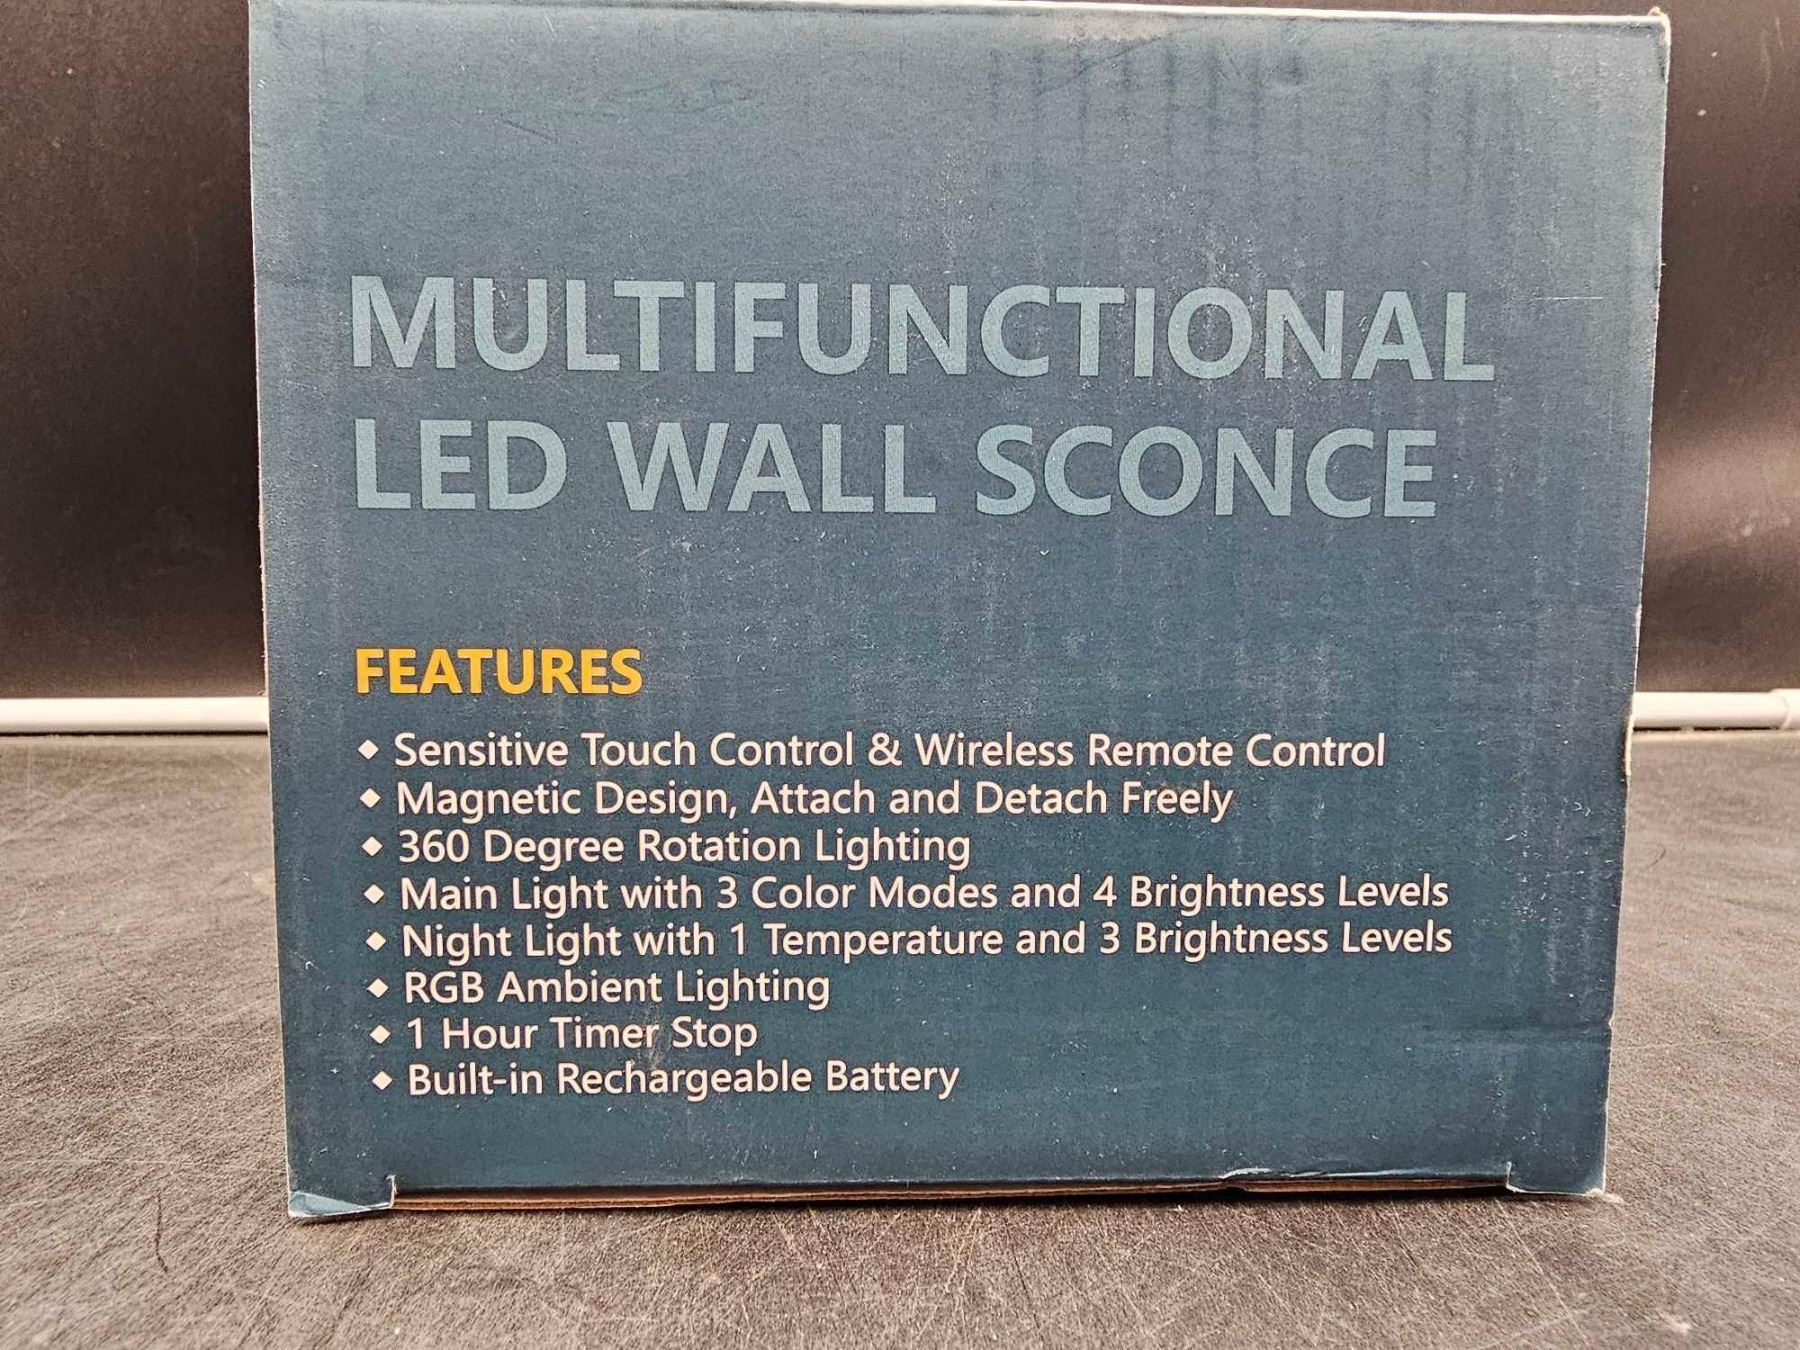 MULTIFUNCTIONAL
LED WALL SCONCE
FEATURES
◆ Sensitive Touch Control & Wireless Remote Control
◆ Magnetic Design, Attach and Detach Freely
◆ 360 Degree Rotation Lighting
◆ Main Light with 3 Color Modes and 4 Brightness Levels
◆ Night Light with 1 Temperature and 3 Brightness Levels
◆ RGB Ambient Lighting
◆ 1 Hour Timer Stop
◆ Built-in Rechargeable Battery